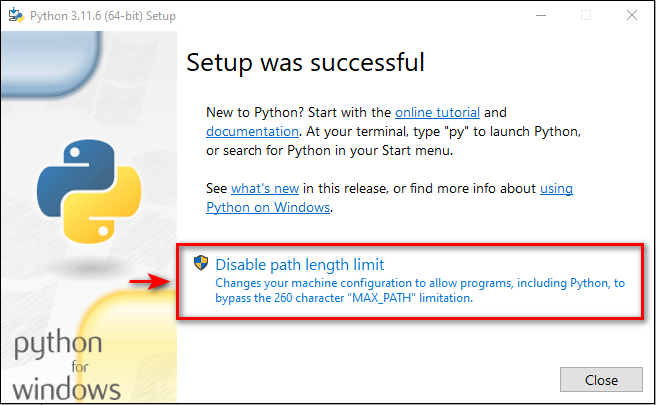 Python 3.11.6 (64-bit) Setup
Setup was successful
New to Python? Start with the online tutorial and
documentation. At your terminal, type "py" to launch Python,
or search for Python in your Start menu.
See what's new in this release, or find more info about using
Python on Windows.
Disable path length limit
Changes your machine configuration to allow programs, including Python, to
bypass the 260 character "MAX_PATH" limitation.
python
for
windows
Close